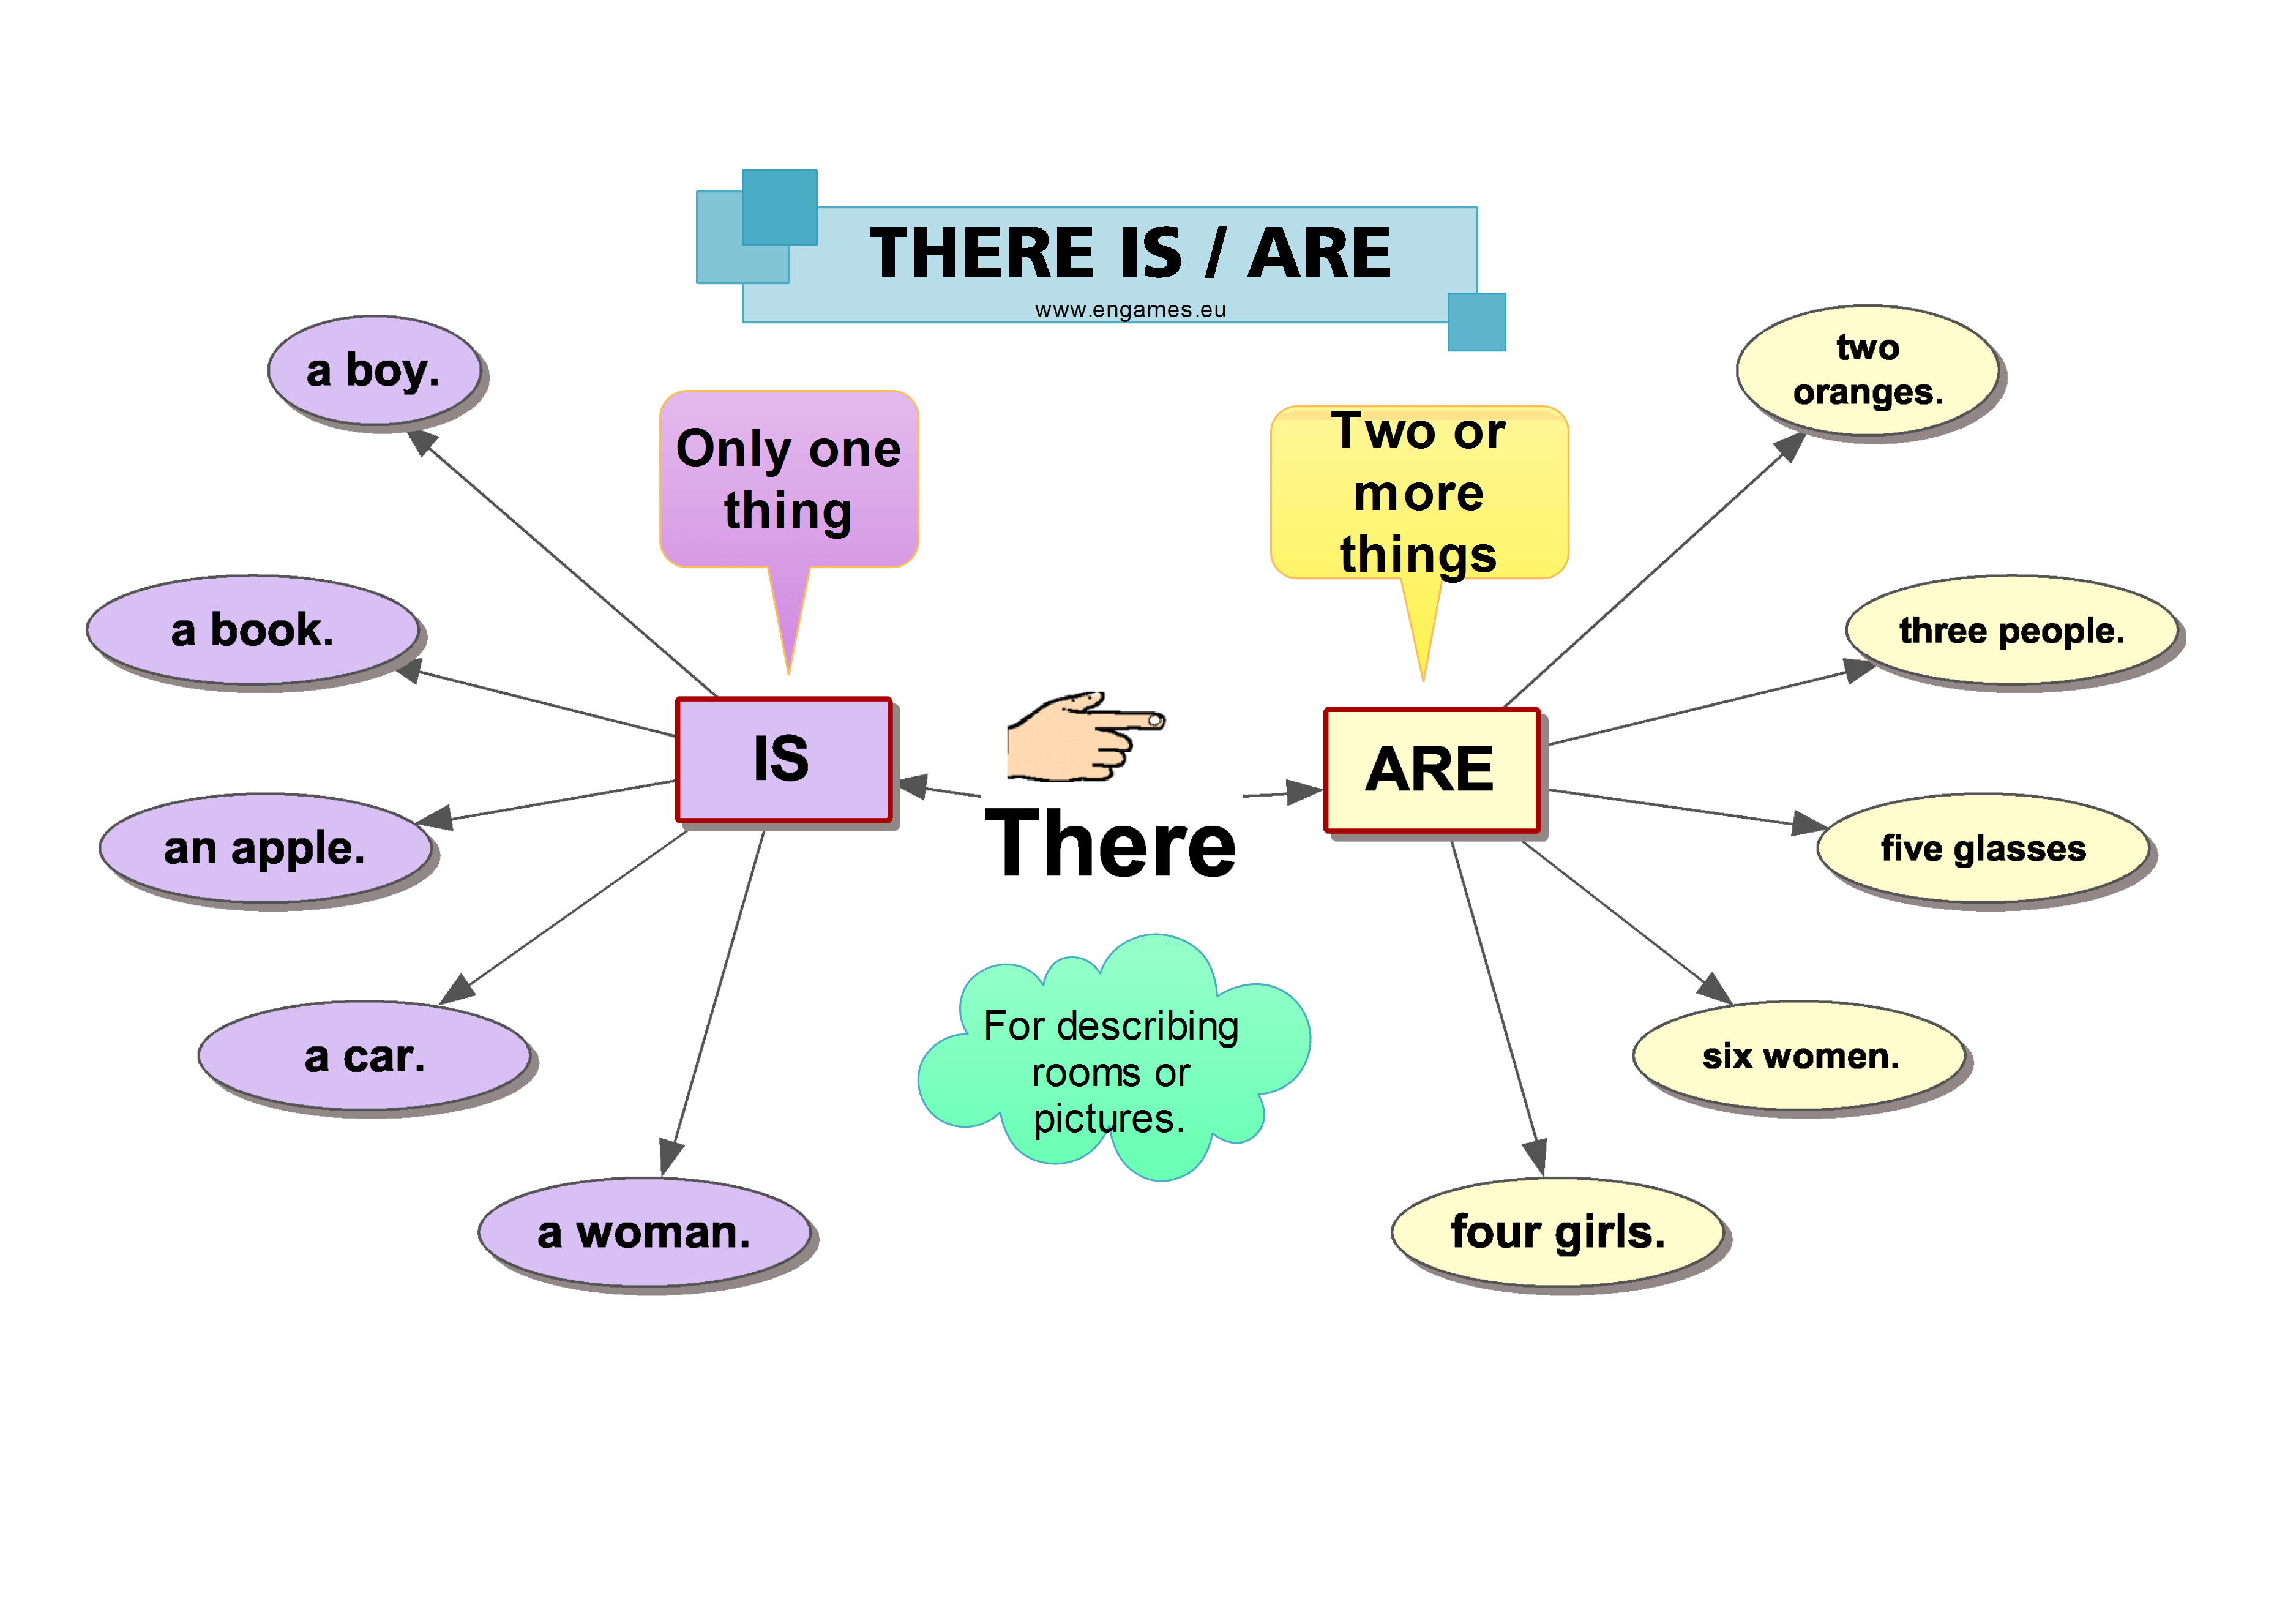 THERE IS / ARE
www.engames.eu
a boy.
a book.
an apple.
a car.
a woman.
Only one
thing
IS
There
For describing
rooms or
pictures.
Two or
more
things
ARE
two
oranges.
three people.
five glasses
six women.
four girls.